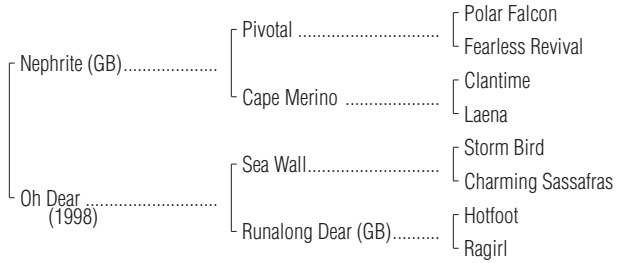 Polar Falcon
Pivotal ..............................
Fearless Revival
Nephrite (GB)....................
Clantime
Cape Merino ....................
Laena
Storm Bird
Sea Wall............................
Charming Sassafras
Oh Dear ............................
(1998)
Hotfoot
Runalong Dear (GB)..........
Ragirl